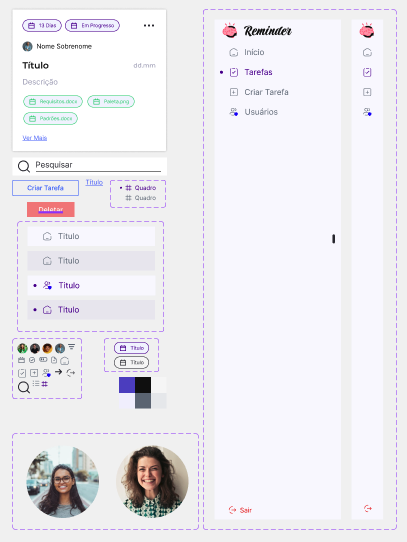 13 Dias
Em Progresso
Nome Sobrenome
Título
dd:mm
Descrição
Requisitos.docx
Paleta.png
Padrões.docx
Ver Mais
Pesquisar
Criar Tarefa
Título
Quadro
Quadro
Deletar
Título
Título
Título
Título
Título
Título
Reminder
Início
Tarefas
Criar Tarefa
Usuários
Sair